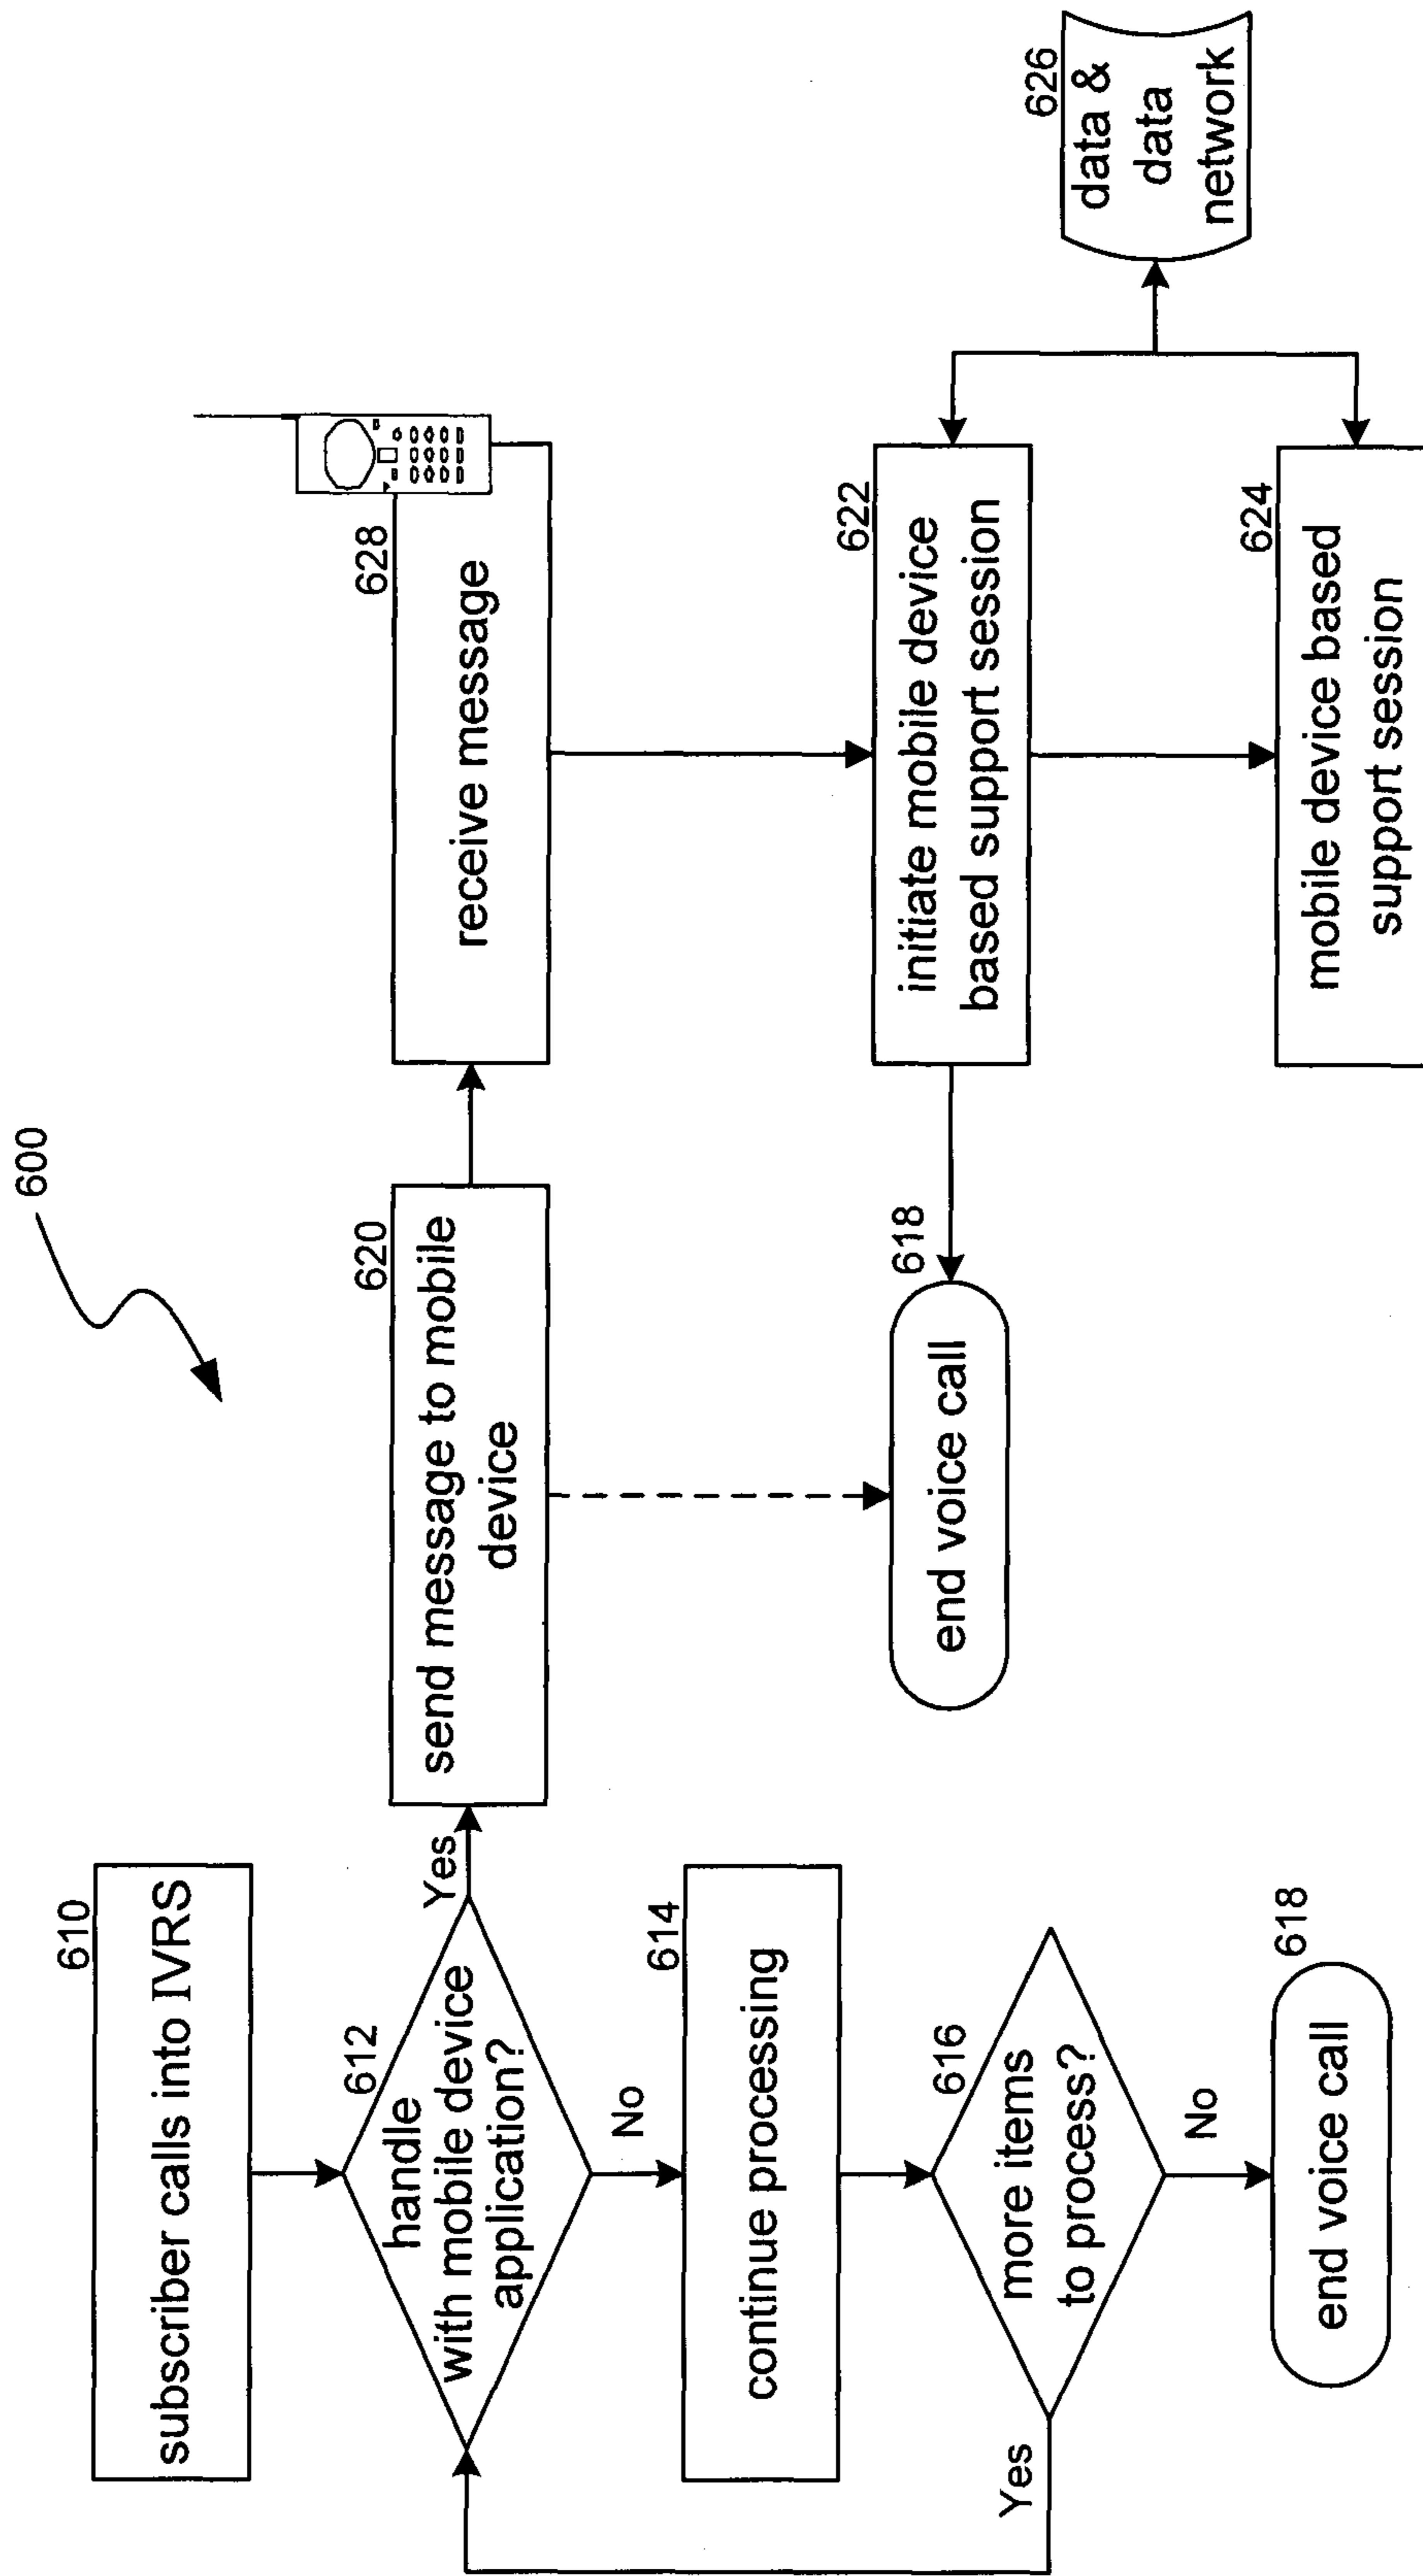 600
610
subscriber calls into IVRS
612
handle
with mobile device
application?
Yes
No
614
continue processing
616
more items
to process?
Yes
No
618
end voice call
620
send message to mobile
device
618
end voice call
628
receive message
622
initiate mobile device
based support session
624
mobile device based
support session
626
data &
data
network